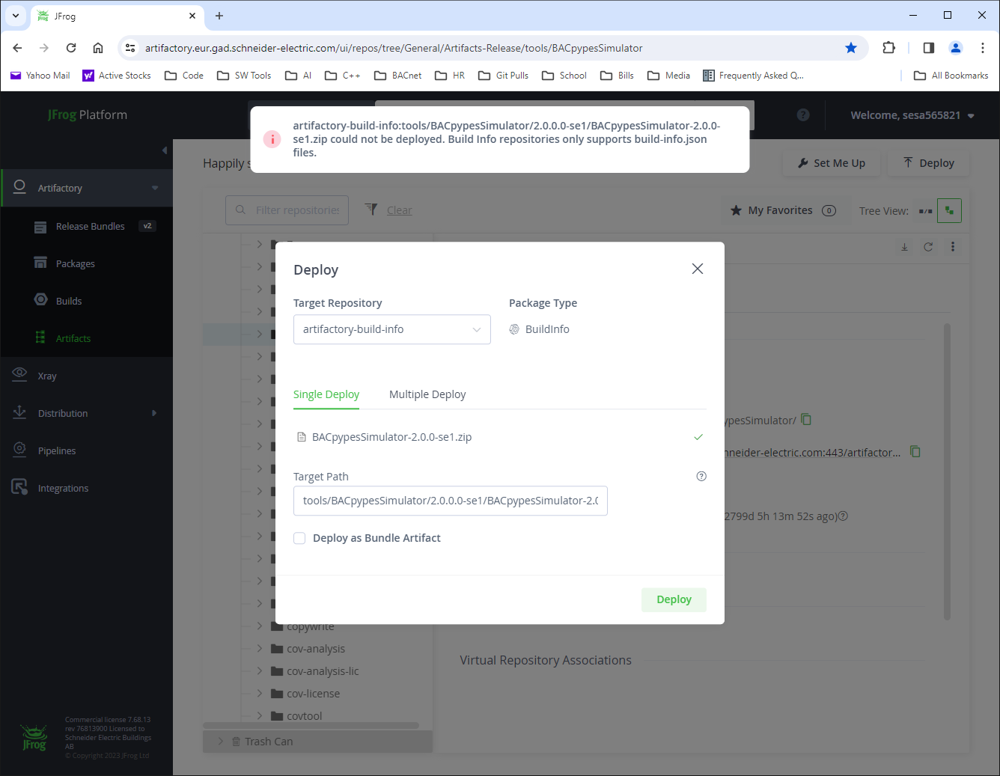 JFrog
artifactory.eur.gad.schneider-electric.com/ui/repos/tree/General/Artifacts-Release/tools/BACpypesSimulator
Yahoo Mail
Active Stocks
Code
SW Tools
AI
C++
BACnet
HR
Git Pulls
School
Bills
Media
Frequently Asked Q...
All Bookmarks
JFrog Platform
Welcome, sesa565821
artifactory-build-info:tools/BACpypesSimulator/2.0.0.0-se1/BACpypesSimulator-2.0.0-
se1.zip could not be deployed. Build Info repositories only supports build-info.json
files.
Happily
Set Me Up
Deploy
Artifactory
Release Bundles v2
Packages
Builds
Artifacts
Xray
Distribution
Pipelines
Integrations
Filter repositories
Clear
My Favorites 0
Tree View:
Deploy
Target Repository
Package Type
artifactory-build-info
BuildInfo
Single Deploy
Multiple Deploy
BACpypesSimulator-2.0.0-se1.zip
Target Path
tools/BACpypesSimulator/2.0.0.0-se1/BACpypesSimulator-2.0
Deploy as Bundle Artifact
Deploy
ypesSimulator/
hneider-electric.com:443/artifactor...
2799d 5h 13m 52s ago)
copywrite
cov-analysis
cov-analysis-lic
cov-license
covtool
Trash Can
Virtual Repository Associations
JFrog
Commercial license 7.68.13
rev 76813900 Licensed to
Schneider Electric Buildings
AB
© Copyright 2023 JFrog Ltd